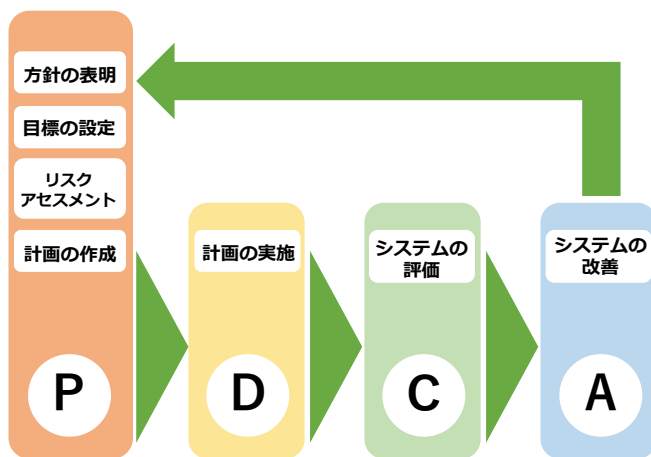 方針の表明
目標の設定
リスク
アセスメント
計画の作成
P
計画の実施
D
システムの
評価
C
システムの
改善
A